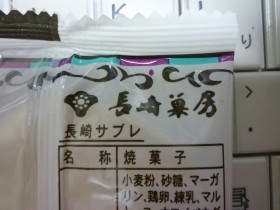 長崎菓房
長崎サブレ
名称 焼菓子
小麦粉、砂糖、マーガ
リン、鶏卵、練乳、マル
り